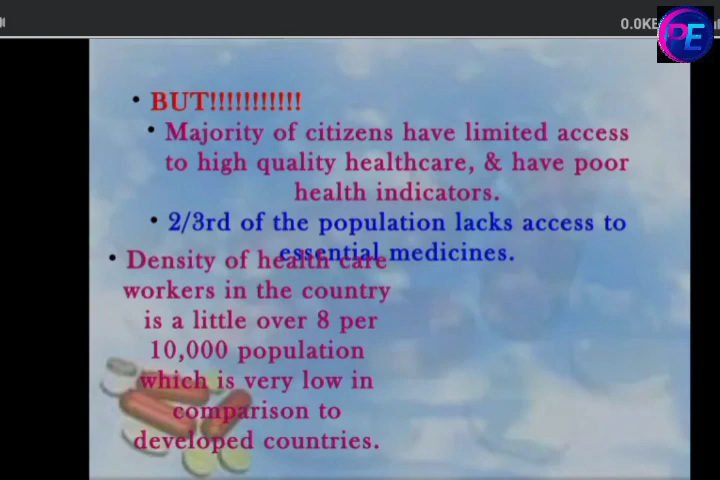 0.0KB
PE
• BUT!!!!!!!!!!!
• Majority of citizens have limited access
to high quality healthcare, & have poor
health indicators.
• 2/3rd of the population lacks access to
essential medicines.
• Density of health care
workers in the country
is a little over 8 per
10,000 population
which is very low in
comparison to
developed countries.